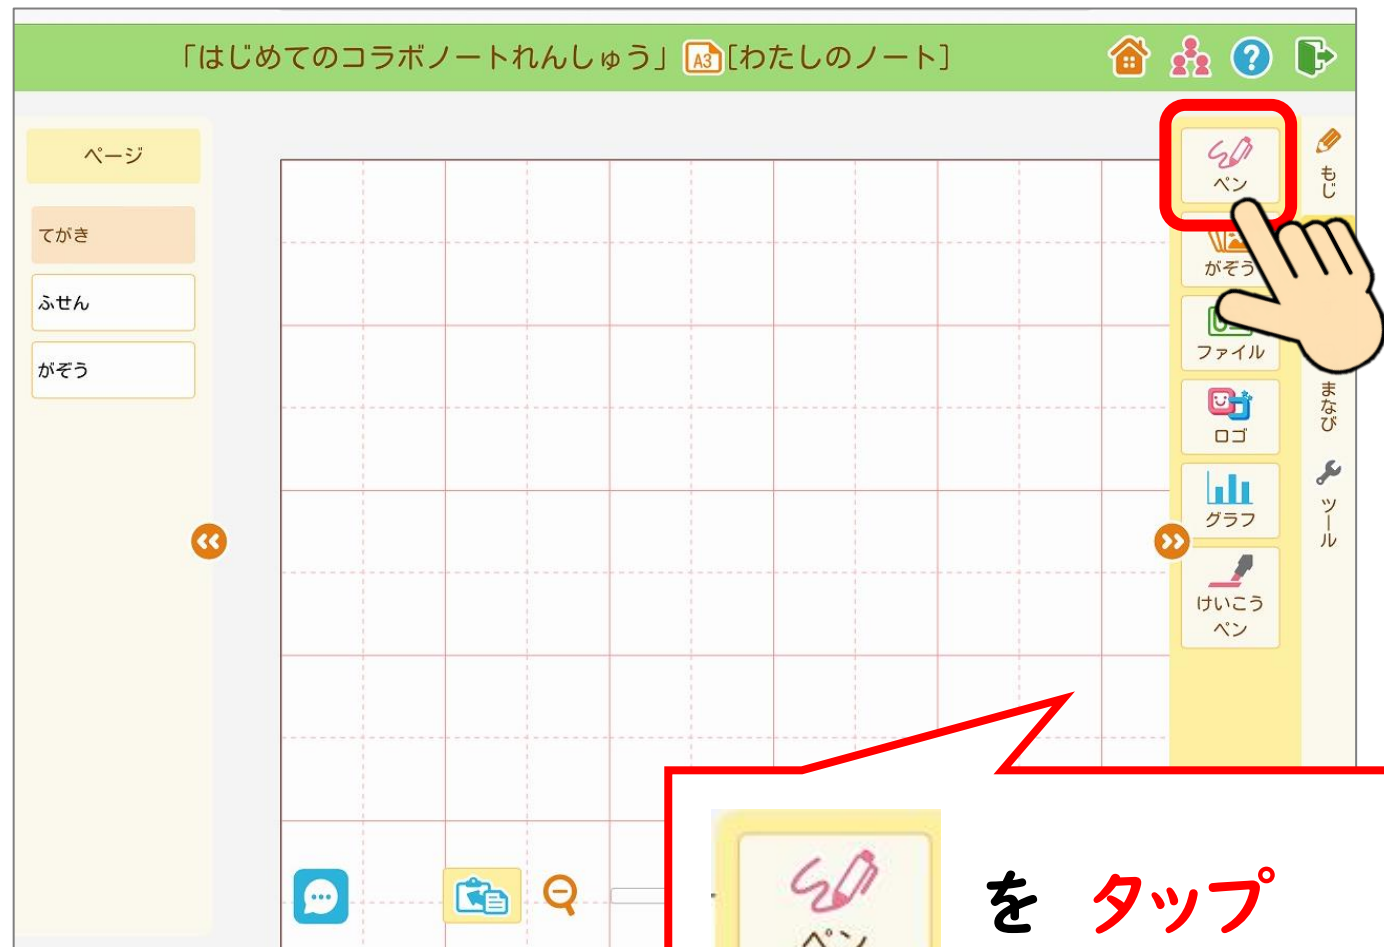 「はじめてのコラボノートれんしゅう」 A3 [わたしのノート]
ページ
てがき
ふせん
がぞう
ペン
がぞう
ファイル
ロゴ
グラフ
けいこう
ペン
もじ
まなび
ツール
ペン
を タップ